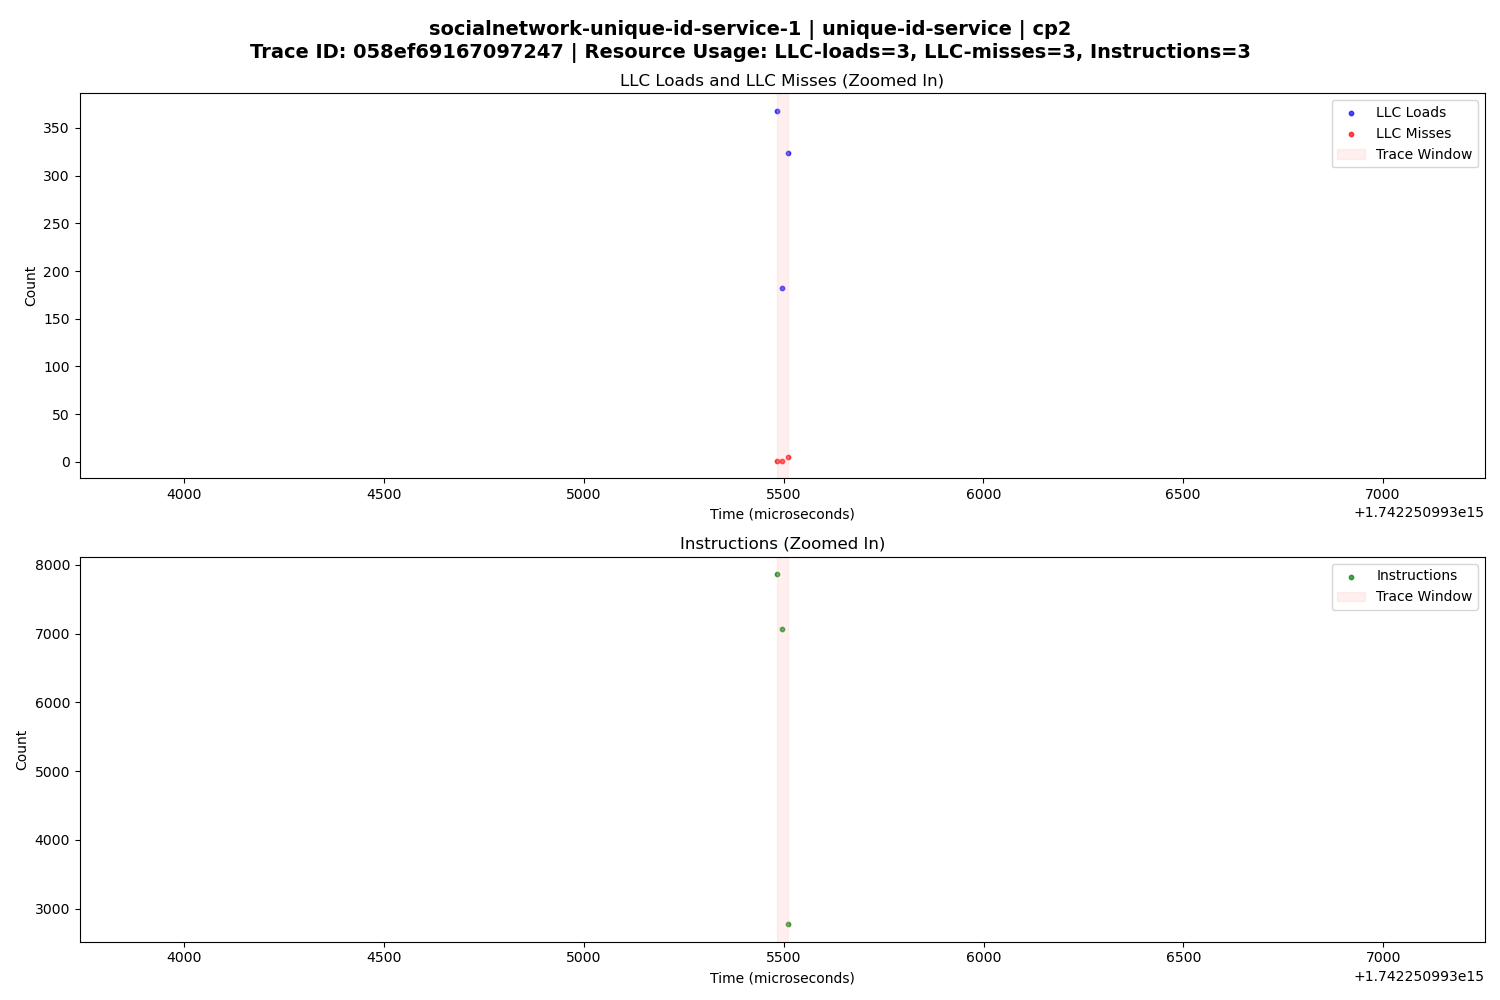 socialnetwork-unique-id-service-1 | unique-id-service | cp2
Trace ID: 058ef69167097247 | Resource Usage: LLC-loads=3, LLC-misses=3, Instructions=3
LLC Loads and LLC Misses (Zoomed In)
LLC Loads
LLC Misses
Trace Window
350
300
250
200
150
100
50
0
Count
4000 4500 5000 5500 6000 6500 7000
Time (microseconds)
+1.742250993e15
Instructions (Zoomed In)
Instructions
Trace Window
8000
7000
6000
5000
4000
3000
Count
4000 4500 5000 5500 6000 6500 7000
Time (microseconds)
+1.742250993e15